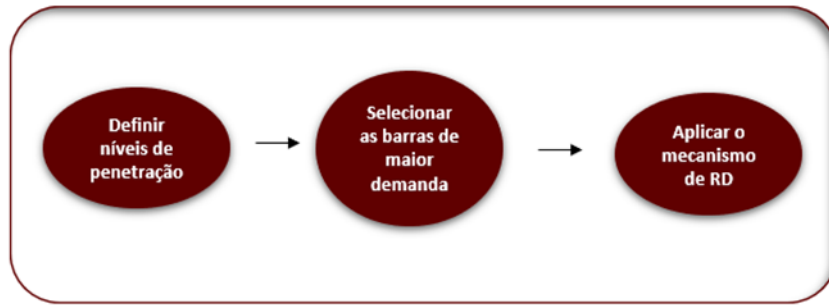 Definir
níveis de
penetração
Selecionar
as barras de
maior
demanda
Aplicar o
mecanismo
de RD